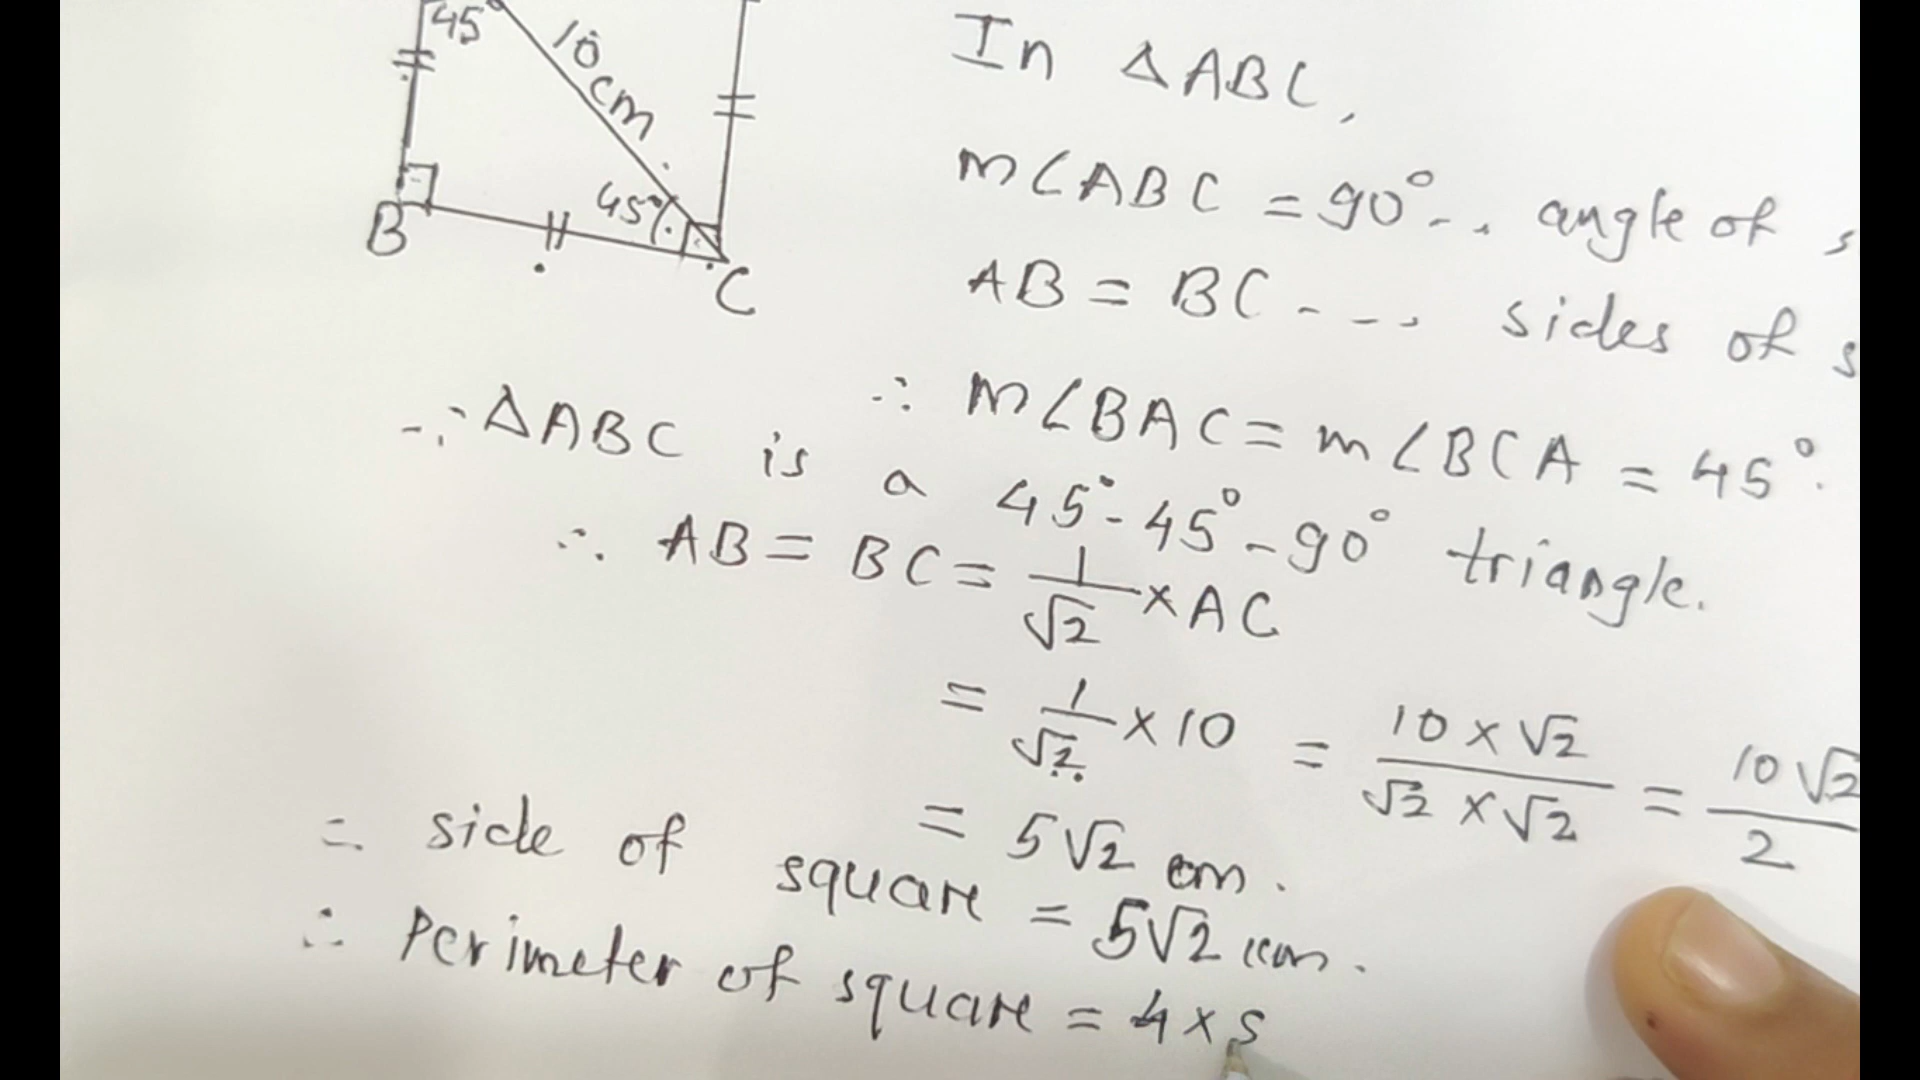 45°
10 cm.
45°
B
C
In △ABC,
m∠ABC = 90° .. angle of
AB = BC - - - . sides of
∴ m∠BAC = m∠BCA = 45°.
∴ △ABC is a 45°-45°-90° triangle.
∴ AB = BC = 1/√2 × AC
= 1/√2 × 10 = 10 × √2 / √2 × √2 = 10√2 / 2
= 5√2 cm.
∴ side of square = 5√2 cm.
∴ Perimeter of square = 4 × s